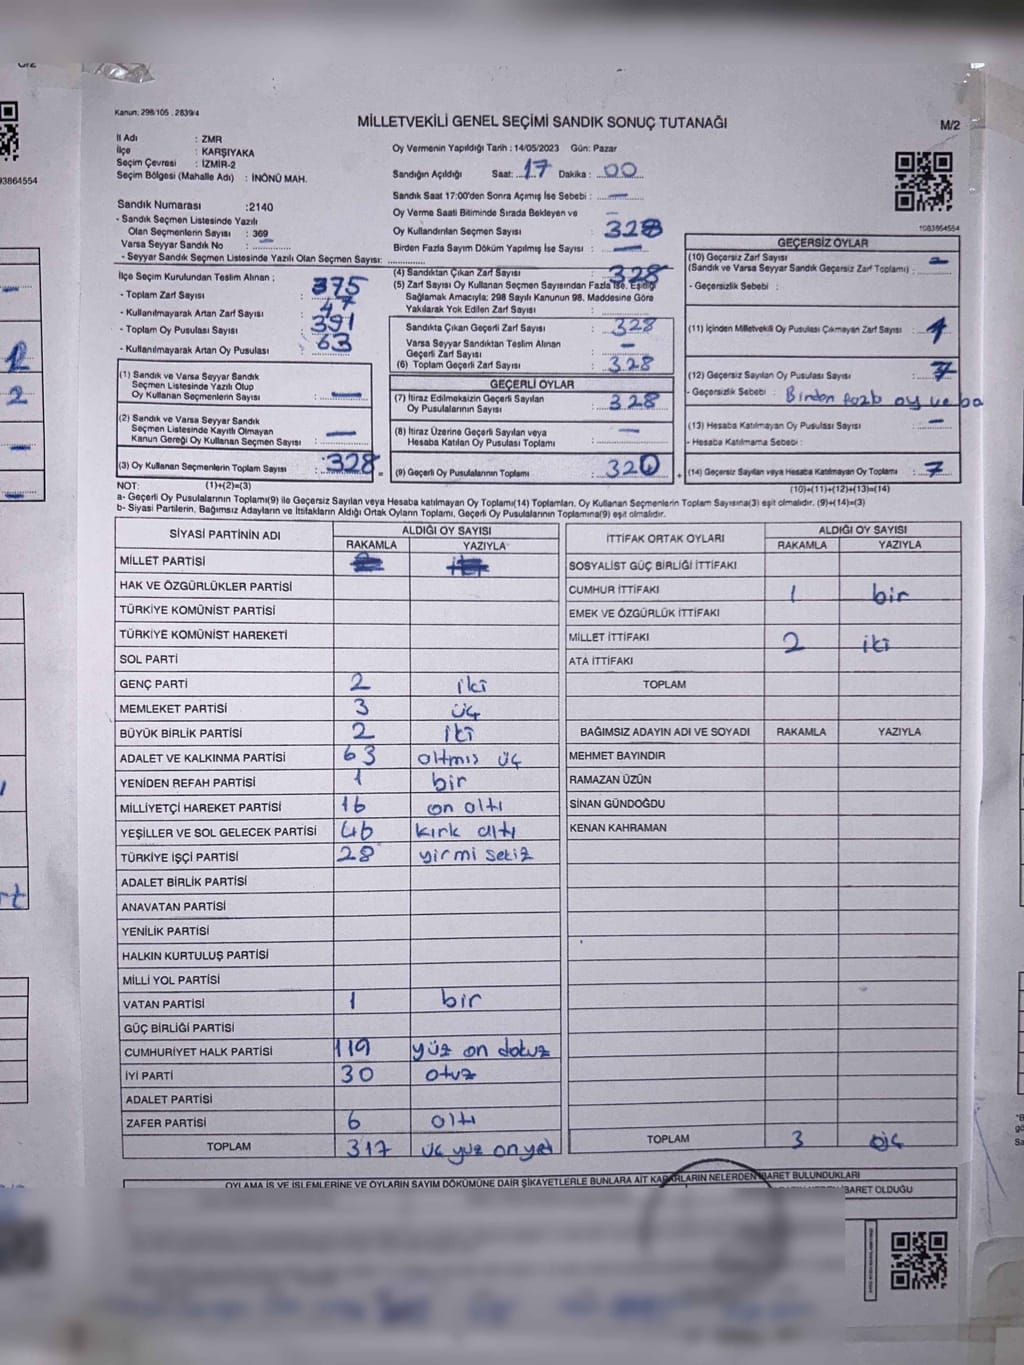 Kanun: 298/105 , 2839/4
MİLLETVEKİLİ GENEL SEÇİMİ SANDIK SONUÇ TUTANAĞI
M/2
93864554
İl Adı : ZMR
İlçe : KARŞIYAKA
Seçim Çevresi : İZMİR-2
Seçim Bölgesi (Mahalle Adı) : İNÖNÜ MAH.
Oy Vermenin Yapıldığı Tarih : 14/05/2023 Gün: Pazar
Sandığın Açıldığı Saat: 17 Dakika : 00
Sandık Saat 17:00'den Sonra Açımış İse Sebebi : —
Oy Verme Saati Bitiminde Sırada Bekleyen ve
Oy Kullandırılan Seçmen Sayısı : 328
Birden Fazla Sayım Döküm Yapılmış İse Sayısı : —
1093864554
Sandık Numarası :2140
- Sandık Seçmen Listesinde Yazılı
Olan Seçmenlerin Sayısı : 369
Varsa Seyyar Sandık No :
- Seyyar Sandık Seçmen Listesinde Yazılı Olan Seçmen Sayısı:
İlçe Seçim Kurulundan Teslim Alınan ;
- Toplam Zarf Sayısı : 375
- Kullanılmayarak Artan Zarf Sayısı : 47
- Toplam Oy Pusulası Sayısı : 391
- Kullanılmayarak Artan Oy Pusulası : 63
(4) Sandıktan Çıkan Zarf Sayısı : 328
(5) Zarf Sayısı Oy Kullanan Seçmen Sayısından Fazla İse, Eşitliği
Sağlamak Amacıyla; 298 Sayılı Kanunun 98. Maddesine Göre
Yakılarak Yok Edilen Zarf Sayısı :
Sandıkta Çıkan Geçerli Zarf Sayısı : 328
Varsa Seyyar Sandıktan Teslim Alınan
Geçerli Zarf Sayısı : —
(6) Toplam Geçerli Zarf Sayısı : 328
GEÇERSİZ OYLAR
(10) Geçersiz Zarf Sayısı
(Sandık ve Varsa Seyyar Sandık Geçersiz Zarf Toplamı) : —
- Geçersizlik Sebebi :
(11) İçinden Milletvekili Oy Pusulası Çıkmayan Zarf Sayısı : 1
(12) Geçersiz Sayılan Oy Pusulası Sayısı : 7
- Geçersizlik Sebebi : Birden fazla oy ve ba
(13) Hesaba Katılmayan Oy Pusulası Sayısı : —
- Hesaba Katılmama Sebebi :
(14) Geçersiz Sayılan veya Hesaba Katılmayan Oy Toplamı : 7
(10)+(11)+(12)+(13)=(14)
(1) Sandık ve Varsa Seyyar Sandık
Seçmen Listesinde Yazılı Olup
Oy Kullanan Seçmenlerin Sayısı : —
(2) Sandık ve Varsa Seyyar Sandık
Seçmen Listesinde Kayıtlı Olmayan
Kanun Gereği Oy Kullanan Seçmen Sayısı : —
(3) Oy Kullanan Seçmenlerin Toplam Sayısı : 328 =
GEÇERLİ OYLAR
(7) İtiraz Edilmeksizin Geçerli Sayılan
Oy Pusulalarının Sayısı : 328
(8) İtiraz Üzerine Geçerli Sayılan veya
Hesaba Katılan Oy Pusulası Toplamı : —
(9) Geçerli Oy Pusulalarının Toplamı : 320 +
NOT: (1)+(2)=(3)
a- Geçerli Oy Pusulalarının Toplamı(9) ile Geçersiz Sayılan veya Hesaba katılmayan Oy Toplamı(14) Toplamları, Oy Kullanan Seçmenlerin Toplam Sayısına(3) eşit olmalıdır. (9)+(14)=(3)
b- Siyasi Partilerin, Bağımsız Adayların ve İttifakların Aldığı Ortak Oyların Toplamı, Geçerli Oy Pusulalarının Toplamına(9) eşit olmalıdır.
SİYASİ PARTİNİN ADI ALDIĞI OY SAYISI
RAKAMLA YAZIYLA
MİLLET PARTİSİ
HAK VE ÖZGÜRLÜKLER PARTİSİ
TÜRKİYE KOMÜNİST PARTİSİ
TÜRKİYE KOMÜNİST HAREKETİ
SOL PARTİ
GENÇ PARTİ 2 iki
MEMLEKET PARTİSİ 3 üç
BÜYÜK BİRLİK PARTİSİ 2 iki
ADALET VE KALKINMA PARTİSİ 63 altmıs üç
YENİDEN REFAH PARTİSİ 1 bir
MİLLİYETÇİ HAREKET PARTİSİ 16 on altı
YEŞİLLER VE SOL GELECEK PARTİSİ 46 kırk altı
TÜRKİYE İŞÇİ PARTİSİ 28 yirmi sekiz
ADALET BİRLİK PARTİSİ
ANAVATAN PARTİSİ
YENİLİK PARTİSİ
HALKIN KURTULUŞ PARTİSİ
MİLLİ YOL PARTİSİ
VATAN PARTİSİ 1 bir
GÜÇ BİRLİĞİ PARTİSİ
CUMHURİYET HALK PARTİSİ 119 yüz on dokuz
İYİ PARTİ 30 otuz
ADALET PARTİSİ
ZAFER PARTİSİ 6 altı
TOPLAM 317 üç yüz on yedi
İTTİFAK ORTAK OYLARI ALDIĞI OY SAYISI
RAKAMLA YAZIYLA
SOSYALİST GÜÇ BİRLİĞİ İTTİFAKI
CUMHUR İTTİFAKI 1 bir
EMEK VE ÖZGÜRLÜK İTTİFAKI
MİLLET İTTİFAKI 2 iki
ATA İTTİFAKI
TOPLAM
BAĞIMSIZ ADAYIN ADI VE SOYADI RAKAMLA YAZIYLA
MEHMET BAYINDIR
RAMAZAN ÜZÜN
SİNAN GÜNDOĞDU
KENAN KAHRAMAN
TOPLAM 3 üç
OYLAMA İŞ VE İŞLEMLERİNE VE OYLARIN SAYIM DÖKÜMÜNE DAİR ŞİKAYETLERLE BUNLARA AİT KARARLARIN NELERDEN İBARET BULUNDUKLARI
BARET OLDUĞU